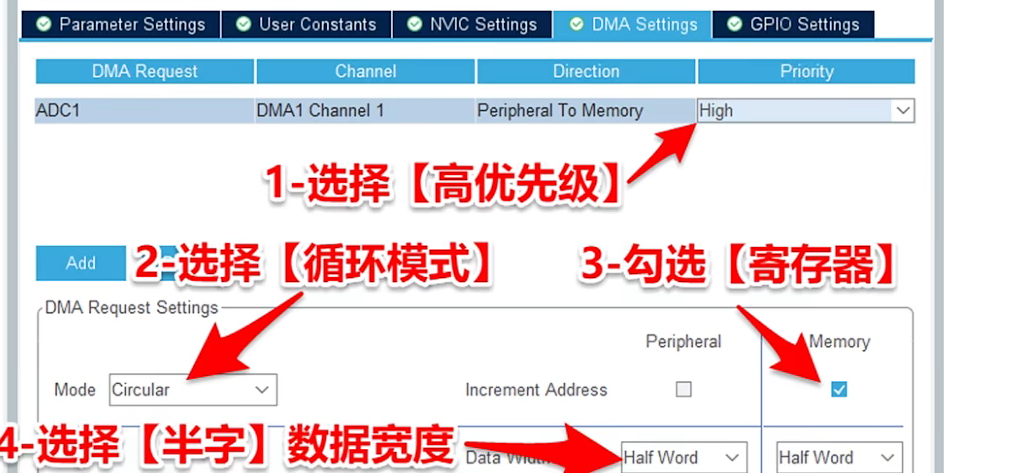 Parameter Settings User Constants NVIC Settings DMA Settings GPIO Settings
DMA Request Channel Direction Priority
ADC1 DMA1 Channel 1 Peripheral To Memory High
1-选择【高优先级】
Add 2-选择【循环模式】 3-勾选【寄存器】
DMA Request Settings
Peripheral Memory
Mode Circular Increment Address
4-选择【半字】数据宽度 Data Half Word Half Word